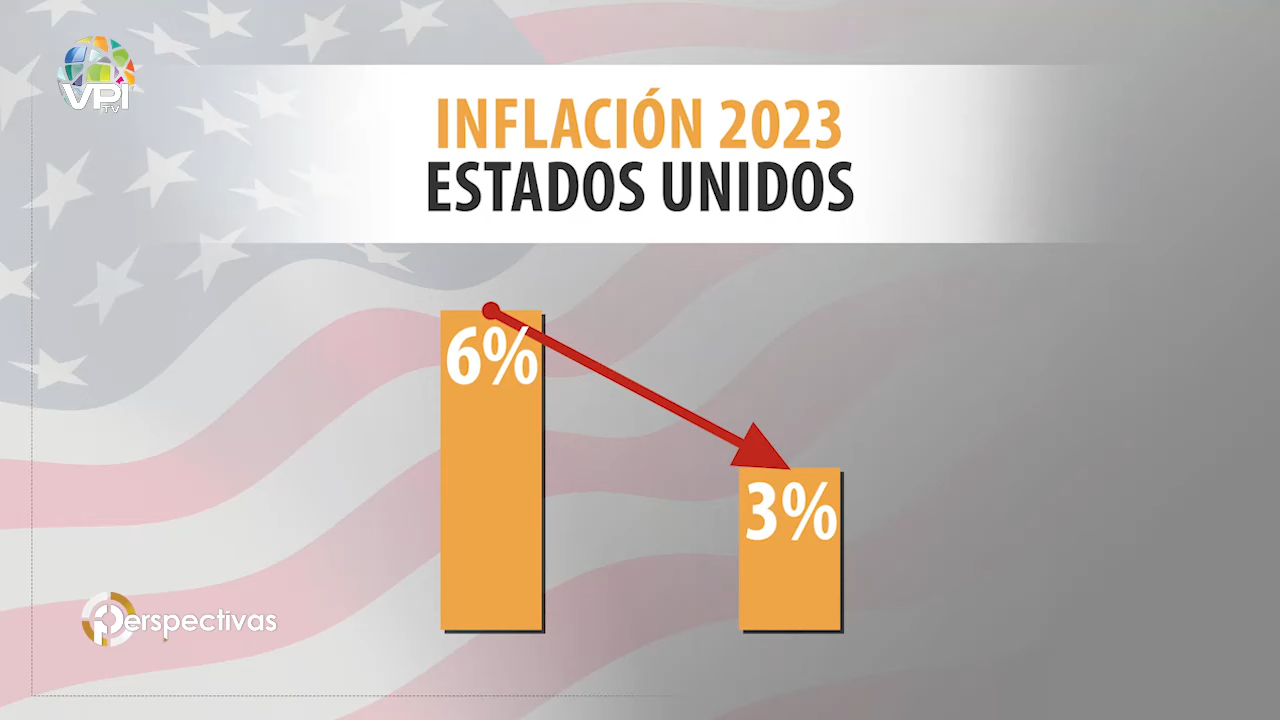 VPI
TV
INFLACIÓN 2023
ESTADOS UNIDOS
6%
3%
Perspectivas